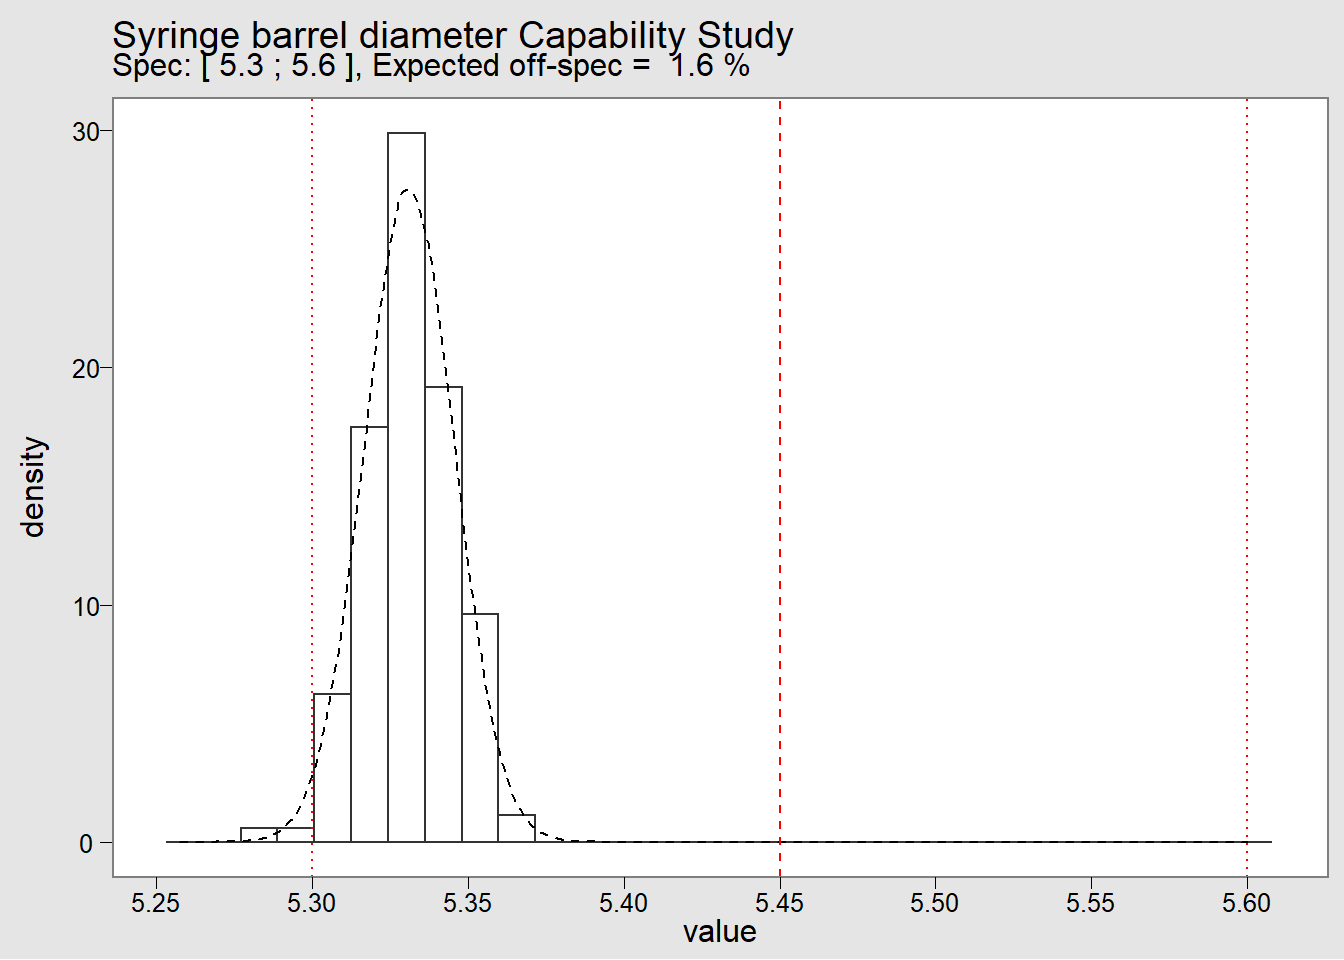 Syringe barrel diameter Capability Study
Spec: [ 5.3 ; 5.6 ], Expected off-spec =  1.6 %
30
20
10
0
density
5.25 5.30 5.35 5.40 5.45 5.50 5.55 5.60
value